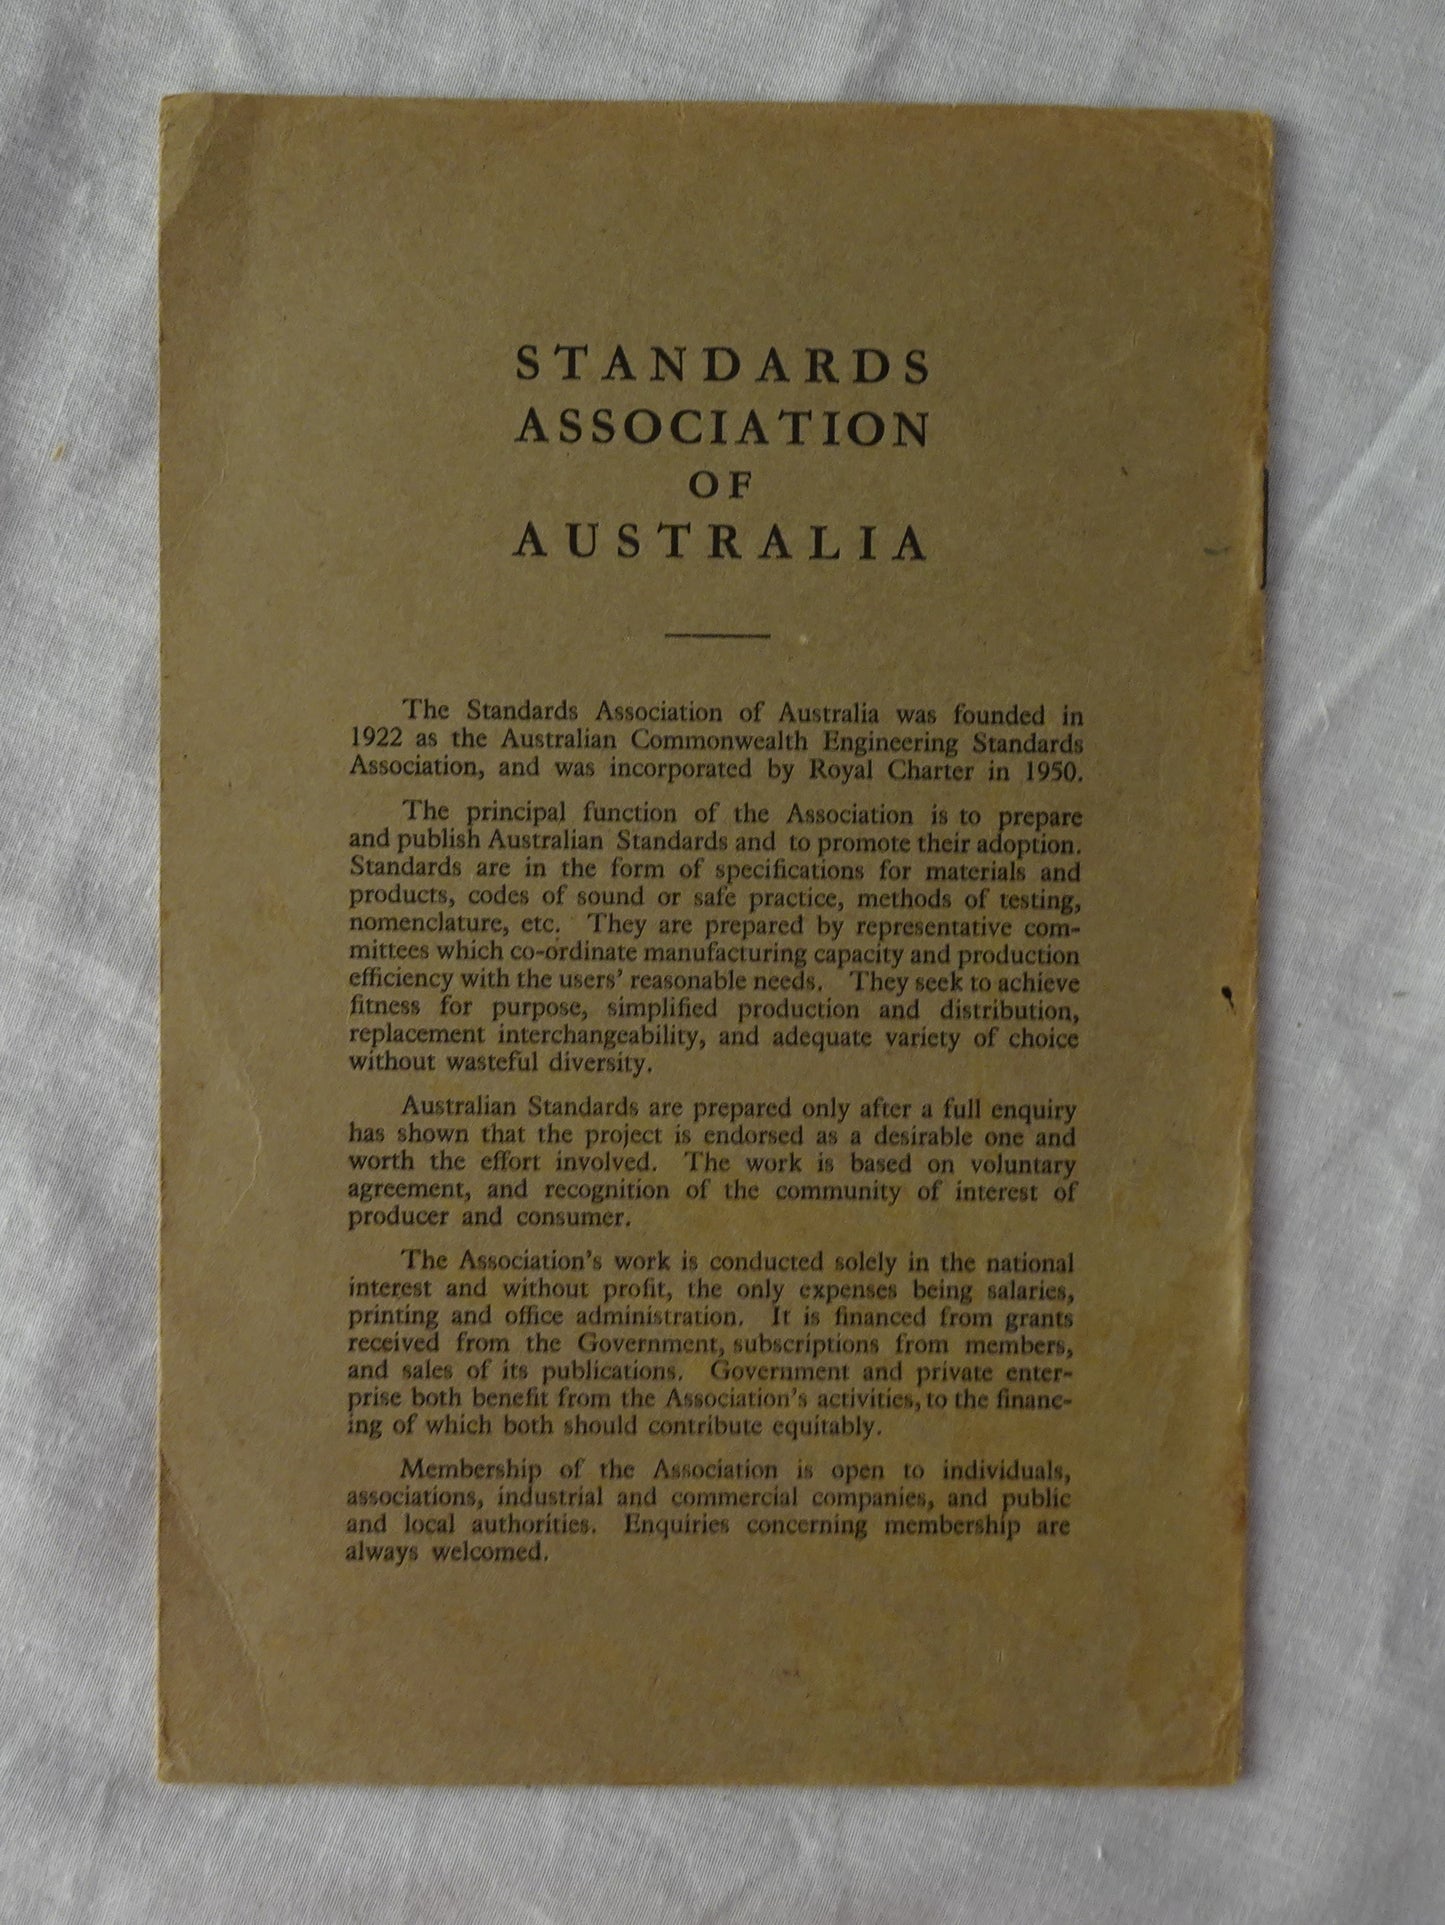 STANDARDS
ASSOCIATION
OF
AUSTRALIA
The Standards Association of Australia was founded in
1922 as the Australian Commonwealth Engineering Standards
Association, and was incorporated by Royal Charter in 1950.
The principal function of the Association is to prepare
and publish Australian Standards and to promote their adoption.
Standards are in the form of specifications for materials and
products, codes of sound or safe practice, methods of testing,
nomenclature, etc. They are prepared by representative com-
mittees which co-ordinate manufacturing capacity and production
efficiency with the users' reasonable needs. They seek to achieve
fitness for purpose, simplified production and distribution,
replacement interchangeability, and adequate variety of choice
without wasteful diversity.
Australian Standards are prepared only after a full enquiry
has shown that the project is endorsed as a desirable one and
worth the effort involved. The work is based on voluntary
agreement, and recognition of the community of interest of
producer and consumer.
The Association's work is conducted solely in the national
interest and without profit, the only expenses being salaries,
printing and office administration. It is financed from grants
received from the Government, subscriptions from members,
and sales of its publications. Government and private enter-
prise both benefit from the Association's activities, to the financ-
ing of which both should contribute equitably.
Membership of the Association is open to individuals,
associations, industrial and commercial companies, and public
and local authorities. Enquiries concerning membership are
always welcomed.